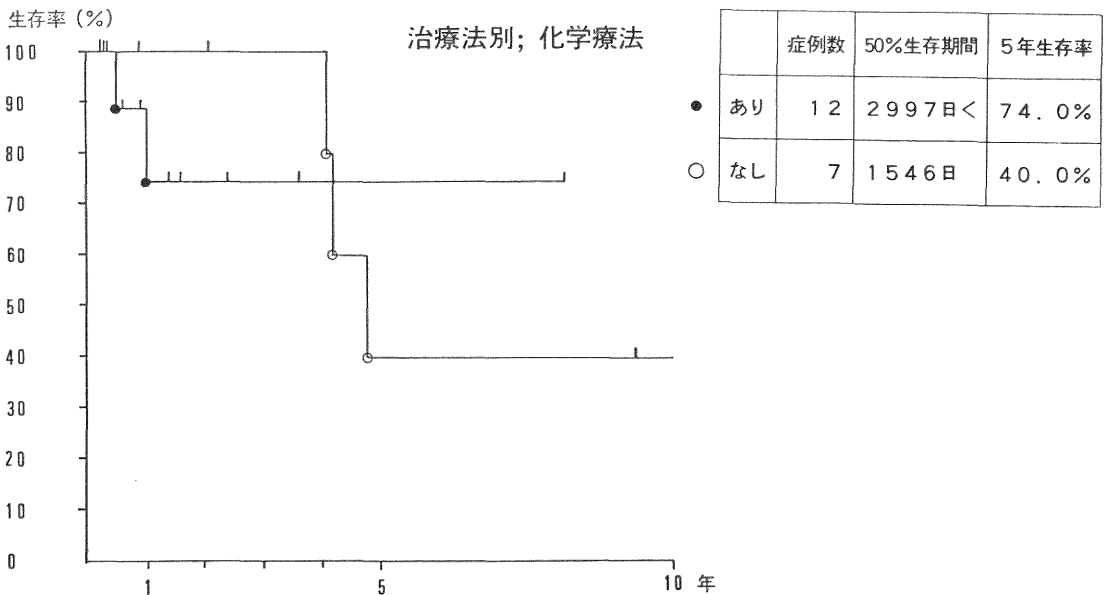 生存率 (%)
治療法別; 化学療法
症例数 50%生存期間 5年生存率
● あり 12 2997日< 74.0%
○ なし 7 1546日 40.0%
100
90
80
70
60
50
40
30
20
10
0
1 5 10 年